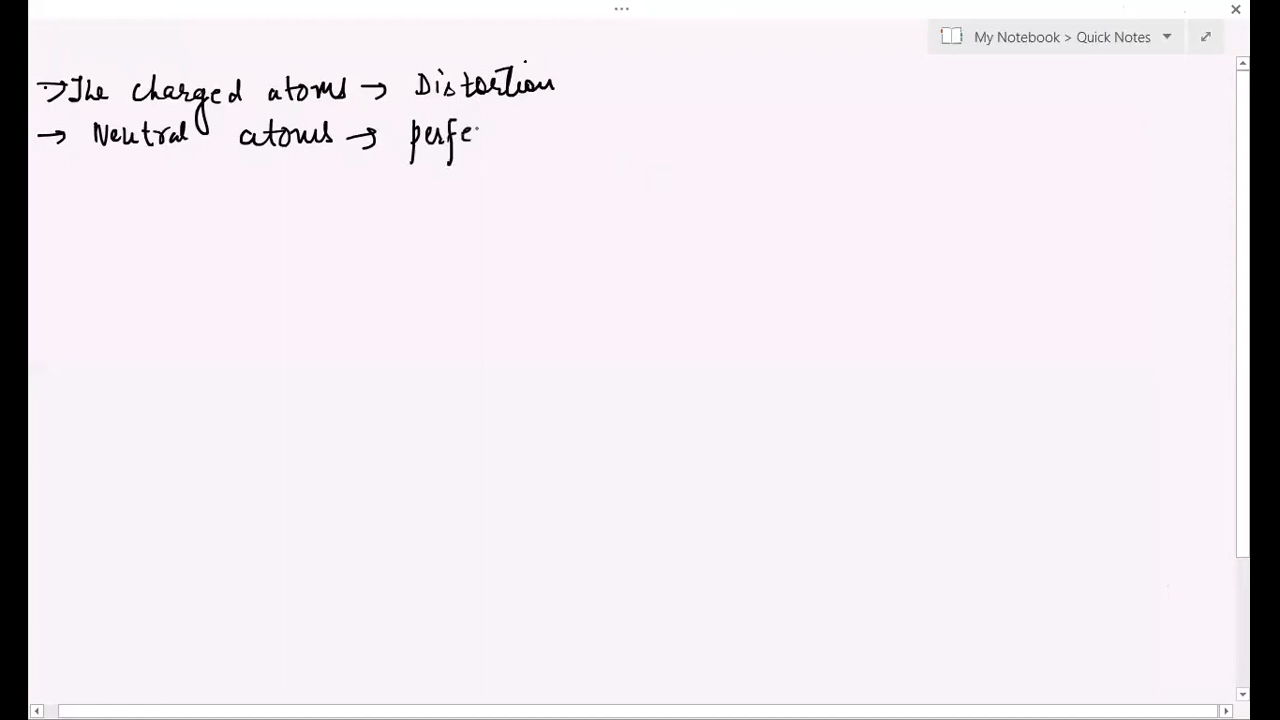 My Notebook > Quick Notes
→ The charged atoms → Distortion
→ Neutral atoms → perfe